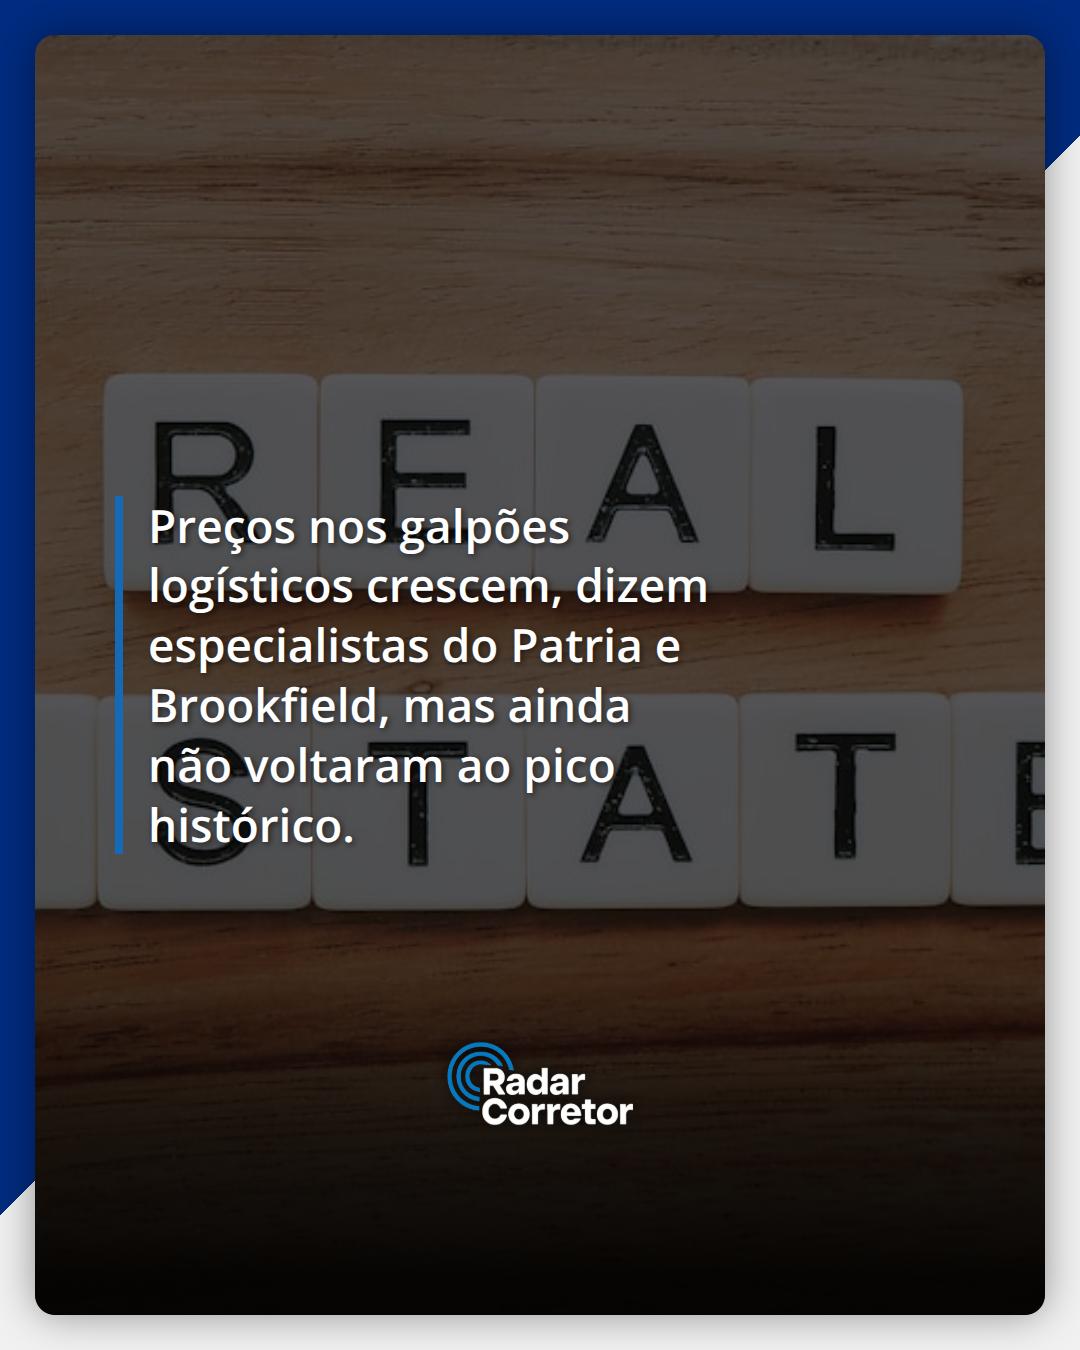 REAL
Preços nos galpões
logísticos crescem, dizem
especialistas do Patria e
Brookfield, mas ainda
não voltaram ao pico
histórico.
STATE
Radar
Corretor